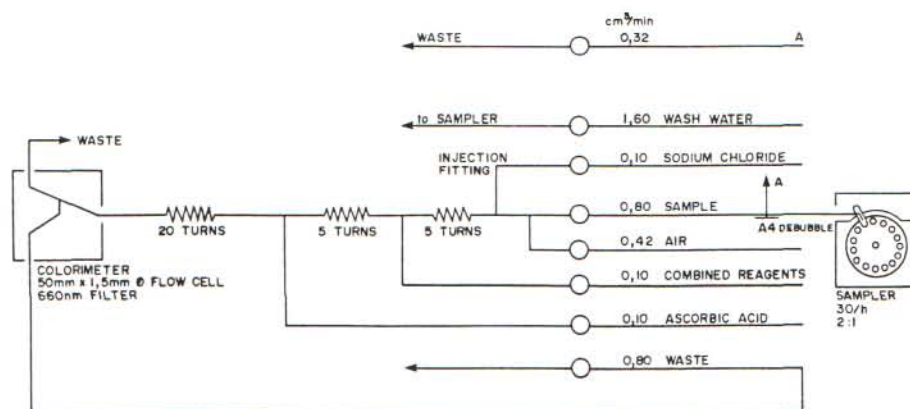 cm³/min
WASTE 0,32 A
to SAMPLER 1,60 WASH WATER
WASTE
INJECTION
FITTING
0,10 SODIUM CHLORIDE
A
0,80 SAMPLE
A4 DEBUBBLE
20 TURNS
5 TURNS
5 TURNS
0,42 AIR
COLORIMETER
50mm x 1,5mm Ø FLOW CELL
660nm FILTER
0,10 COMBINED REAGENTS
SAMPLER
30/h
2:1
0,10 ASCORBIC ACID
0,80 WASTE